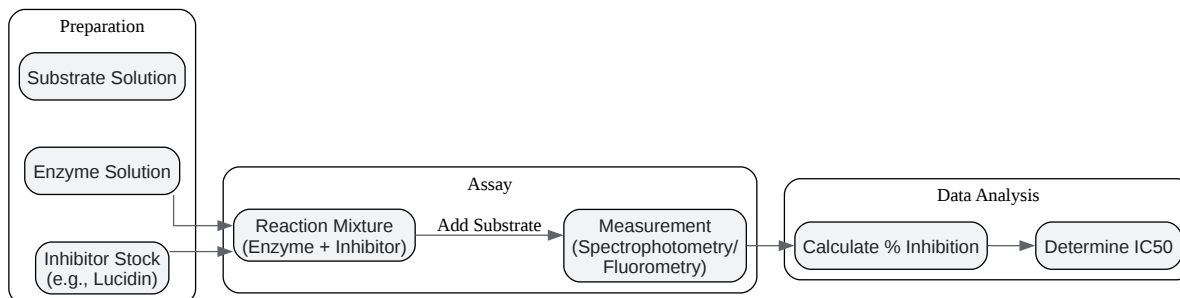 Preparation
Substrate Solution
Enzyme Solution
Inhibitor Stock
(e.g., Lucidin)
Assay
Reaction Mixture
(Enzyme + Inhibitor)
Add Substrate
Measurement
(Spectrophotometry/
Fluorometry)
Data Analysis
Calculate % Inhibition
Determine IC50